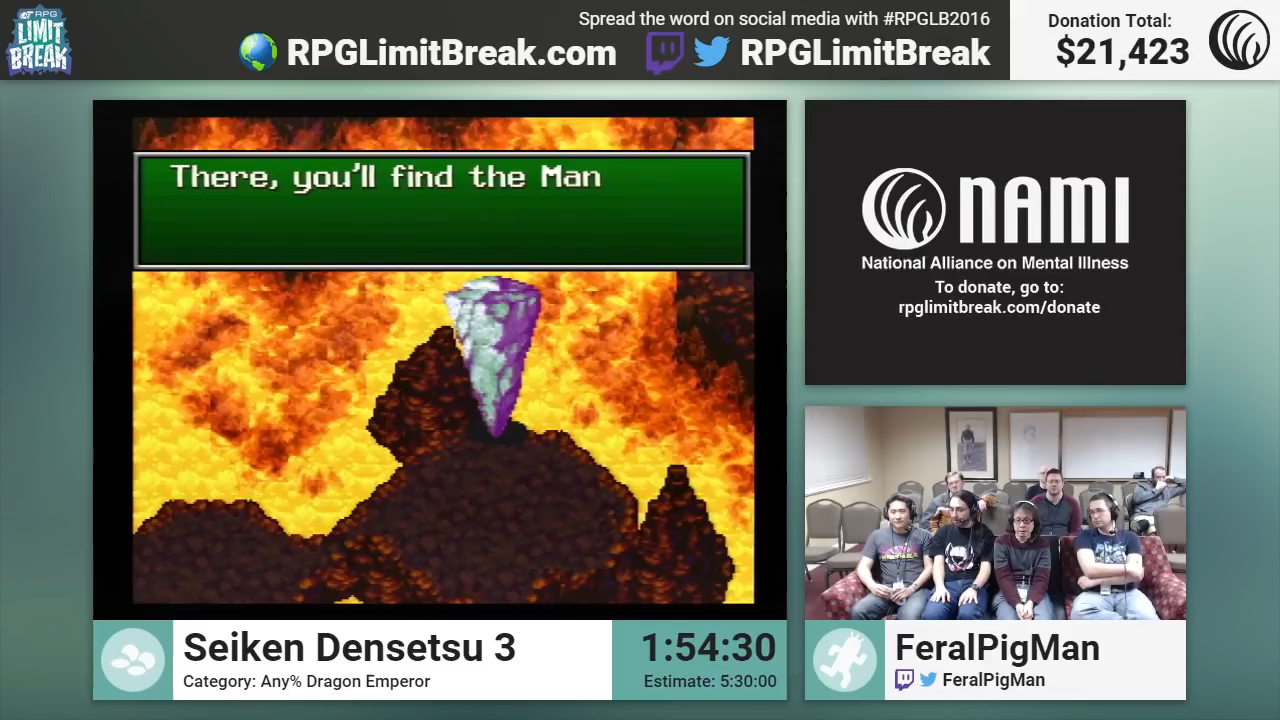 RPG
LIMIT
BREAK
Spread the word on social media with #RPGLB2016
RPGLimitBreak.com
RPGLimitBreak
Donation Total:
$21,423
There, you'll find the Man
NAMI
National Alliance on Mental Illness
To donate, go to:
rpglimitbreak.com/donate
Seiken Densetsu 3
Category: Any% Dragon Emperor
1:54:30
Estimate: 5:30:00
FeralPigMan
FeralPigMan